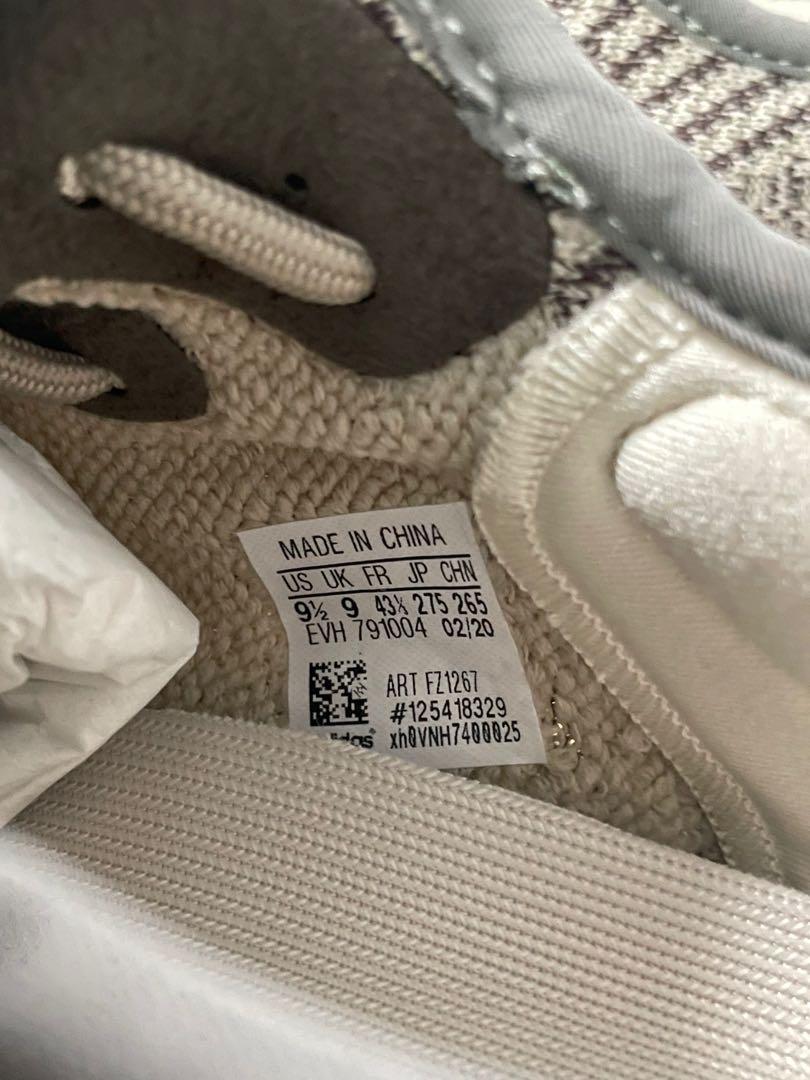 MADE IN CHINA
US UK FR JP CHN
9½ 9 43⅓ 275 265
EVH 791004 02/20
ART FZ1267
#125418329
xh0VNH7400025